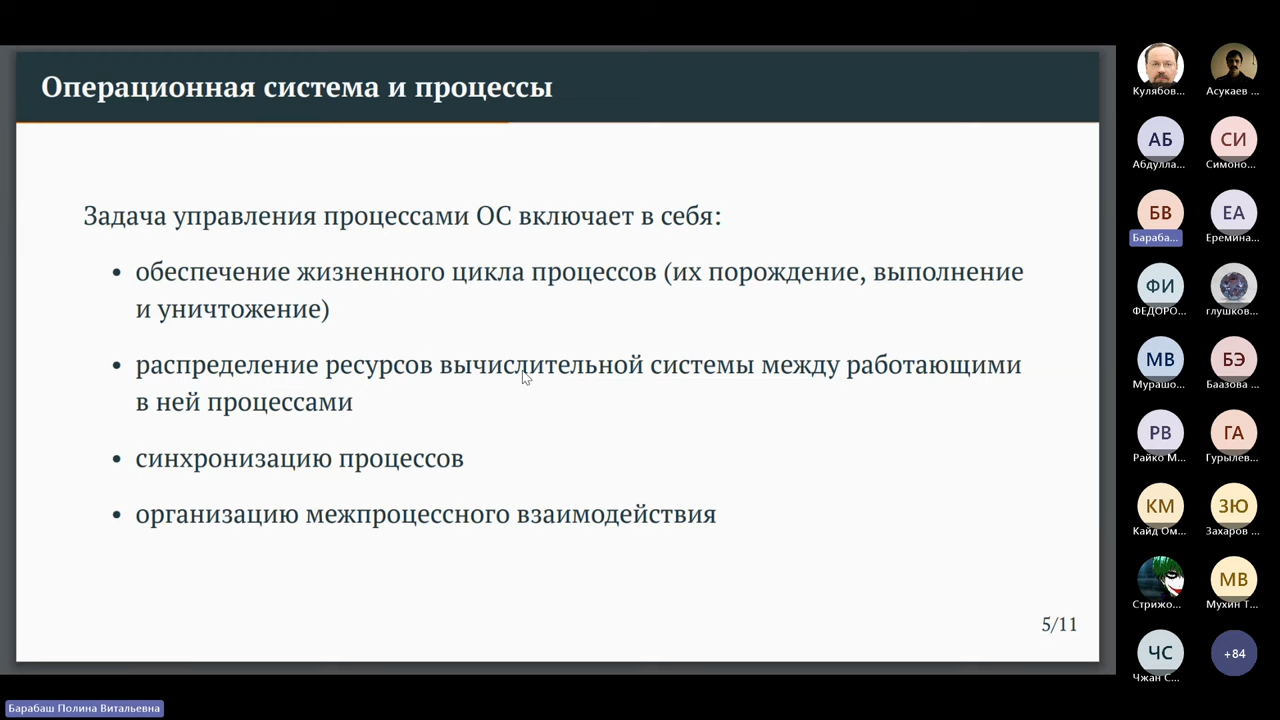 Операционная система и процессы
Задача управления процессами ОС включает в себя:
• обеспечение жизненного цикла процессов (их порождение, выполнение
и уничтожение)
• распределение ресурсов вычислительной системы между работающими
в ней процессами
• синхронизацию процессов
• организацию межпроцессного взаимодействия
5/11
Кулябов...
Асукаев ...
АБ
Абдулла...
СИ
Симоно...
БВ
Бараба...
ЕА
Еремина...
ФИ
ФЕДОРО...
глушков...
МВ
Мурашо...
БЭ
Баазова ...
РВ
Райко М...
ГА
Гурылев...
КМ
Кайд Ом...
ЗЮ
Захаров ...
Стрижо...
МВ
Мухин Т...
ЧС
Чжан С...
+84
Барабаш Полина Витальевна